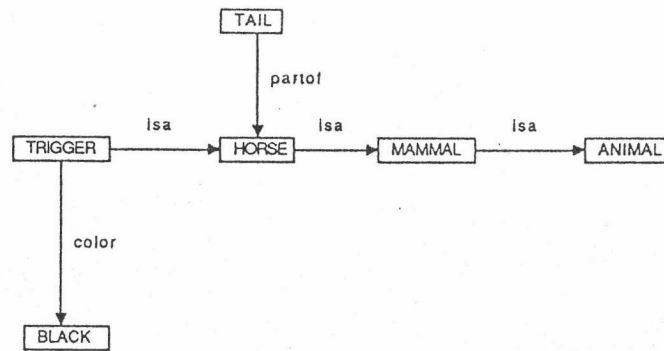 TAIL
partof
isa isa isa
TRIGGER HORSE MAMMAL ANIMAL
color
BLACK